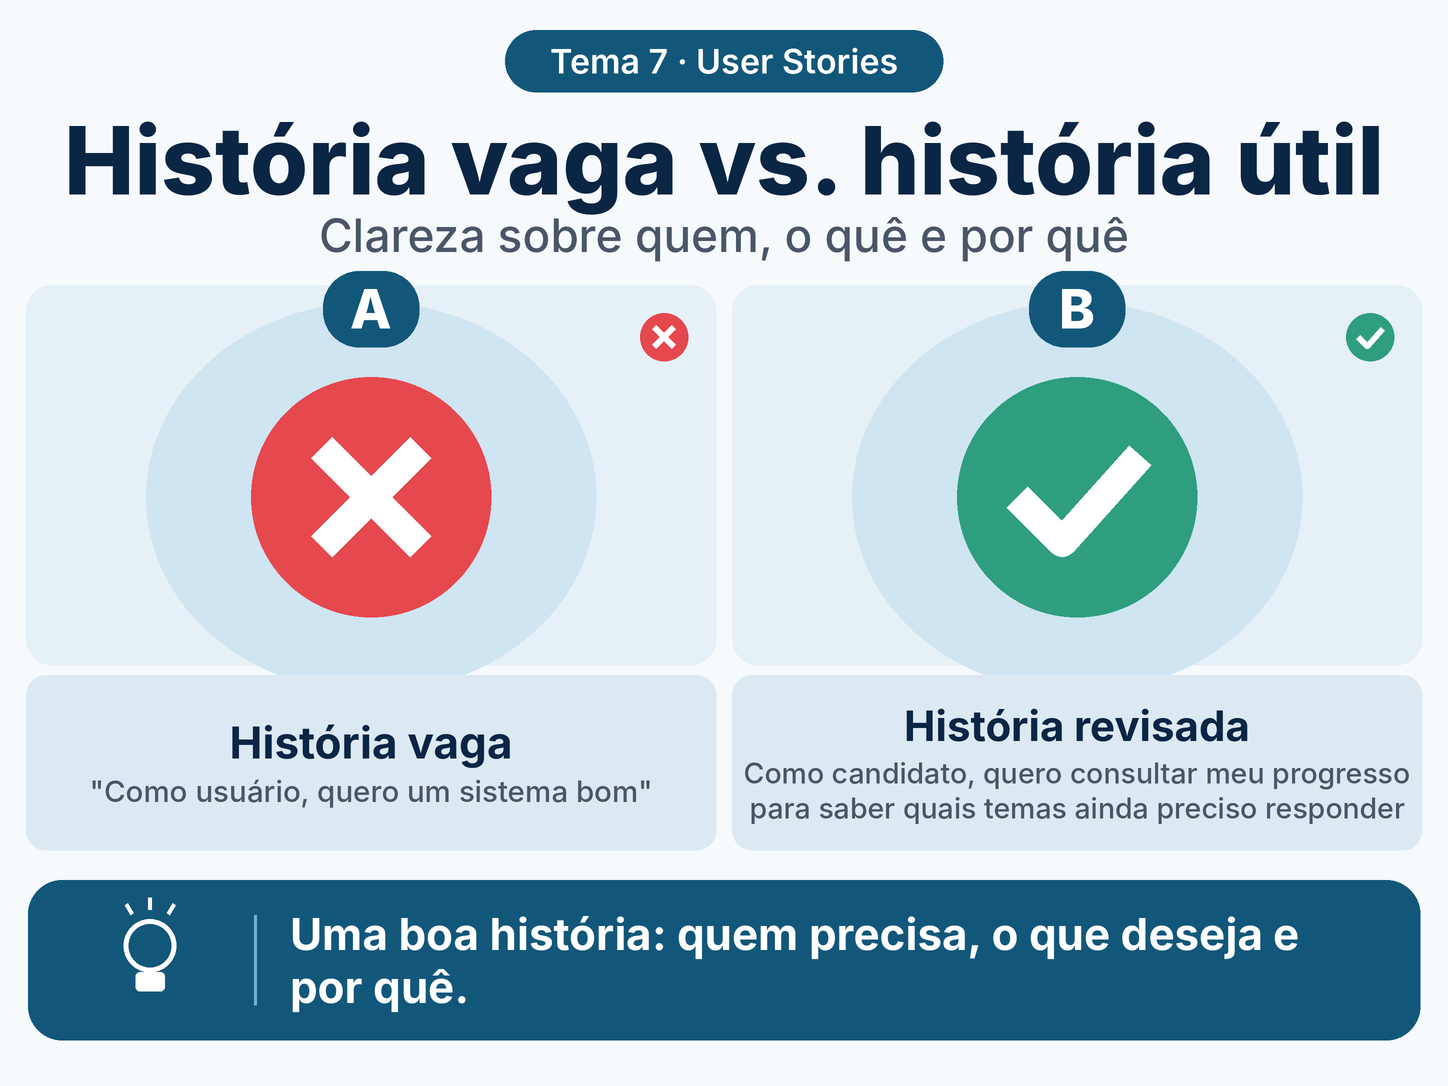 Tema 7 · User Stories
História vaga vs. história útil
Clareza sobre quem, o quê e por quê
A
B
História vaga
"Como usuário, quero um sistema bom"
História revisada
Como candidato, quero consultar meu progresso
para saber quais temas ainda preciso responder
Uma boa história: quem precisa, o que deseja e
por quê.